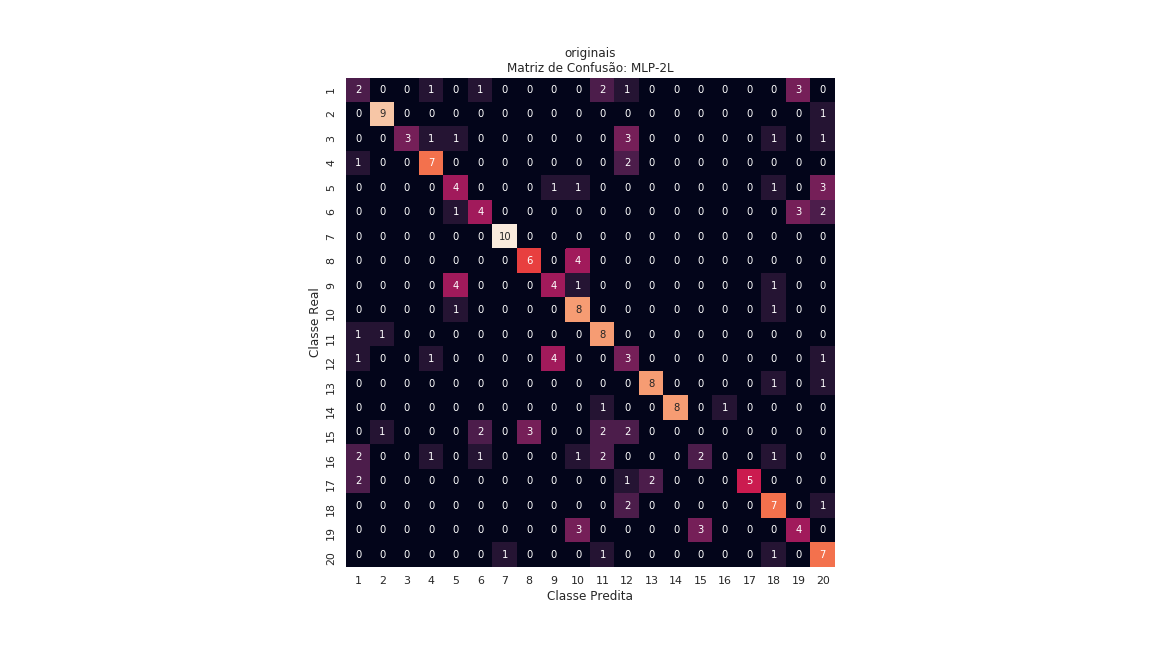 originais
Matriz de Confusão: MLP-2L
Classe Real
1 2 0 0 1 0 1 0 0 0 0 2 1 0 0 0 0 0 0 3 0
2 0 9 0 0 0 0 0 0 0 0 0 0 0 0 0 0 0 0 0 1
3 0 0 3 1 1 0 0 0 0 0 0 3 0 0 0 0 0 1 0 1
4 1 0 0 7 0 0 0 0 0 0 0 2 0 0 0 0 0 0 0 0
5 0 0 0 0 4 0 0 0 1 1 0 0 0 0 0 0 0 1 0 3
6 0 0 0 0 1 4 0 0 0 0 0 0 0 0 0 0 0 0 3 2
7 0 0 0 0 0 0 10 0 0 0 0 0 0 0 0 0 0 0 0 0
8 0 0 0 0 0 0 0 6 0 4 0 0 0 0 0 0 0 0 0 0
9 0 0 0 0 4 0 0 0 4 1 0 0 0 0 0 0 0 1 0 0
10 0 0 0 0 1 0 0 0 0 8 0 0 0 0 0 0 0 1 0 0
11 1 1 0 0 0 0 0 0 0 0 8 0 0 0 0 0 0 0 0 0
12 1 0 0 1 0 0 0 0 4 0 0 3 0 0 0 0 0 0 0 1
13 0 0 0 0 0 0 0 0 0 0 0 0 8 0 0 0 0 1 0 1
14 0 0 0 0 0 0 0 0 0 0 1 0 0 8 0 1 0 0 0 0
15 0 1 0 0 0 2 0 3 0 0 2 2 0 0 0 0 0 0 0 0
16 2 0 0 1 0 1 0 0 0 1 2 0 0 0 2 0 0 1 0 0
17 2 0 0 0 0 0 0 0 0 0 0 1 2 0 0 0 5 0 0 0
18 0 0 0 0 0 0 0 0 0 0 0 2 0 0 0 0 0 7 0 1
19 0 0 0 0 0 0 0 0 0 3 0 0 0 0 3 0 0 0 4 0
20 0 0 0 0 0 0 1 0 0 0 1 0 0 0 0 0 0 1 0 7
1 2 3 4 5 6 7 8 9 10 11 12 13 14 15 16 17 18 19 20
Classe Predita